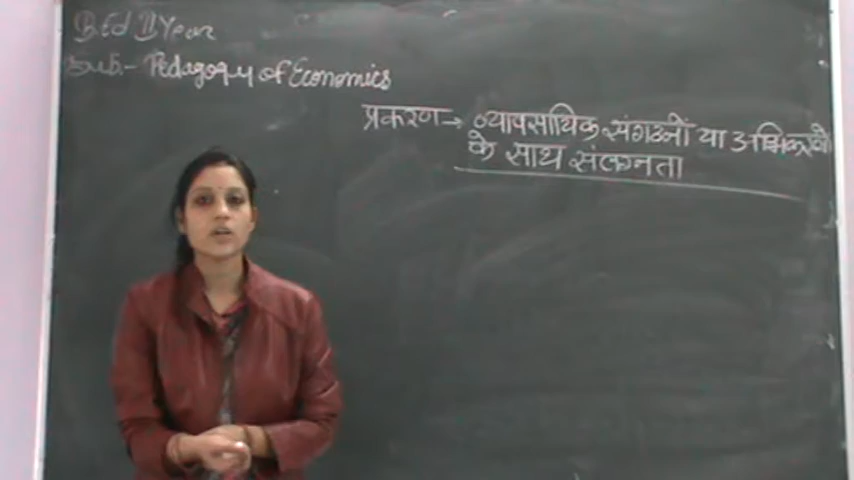 B.Ed II Year
Sub.- Pedagogy of Economics
प्रकरण → व्यावसायिक संगठनों या अभिकरणों
के साथ संलग्नता